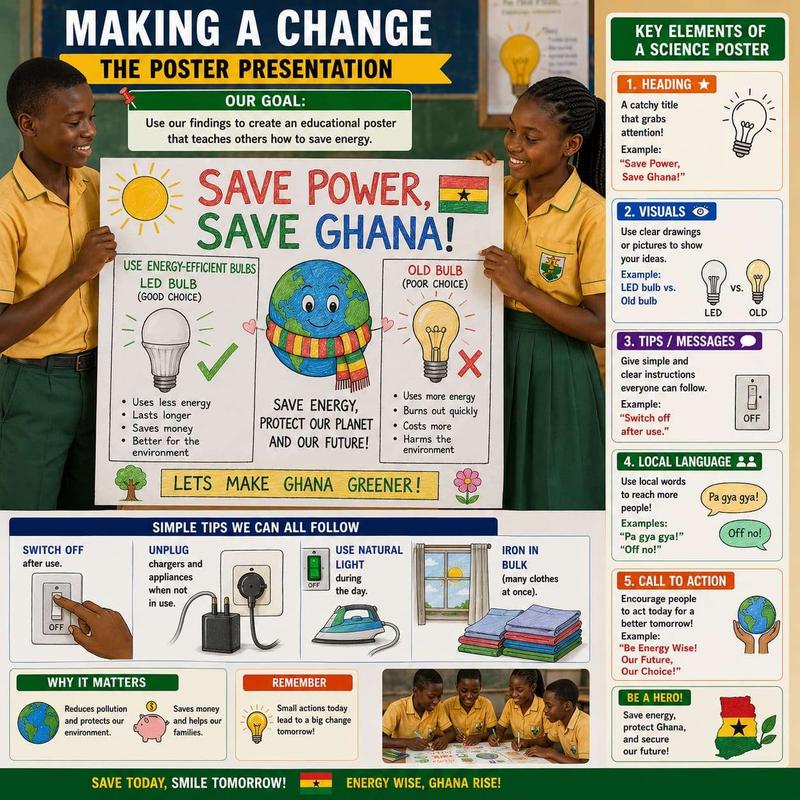 MAKING A CHANGE
THE POSTER PRESENTATION
OUR GOAL:
Use our findings to create an educational poster
that teaches others how to save energy.
SAVE POWER,
SAVE GHANA!
USE ENERGY-EFFICIENT BULBS
LED BULB
(GOOD CHOICE)
• Uses less energy
• Lasts longer
• Saves money
• Better for the
environment
SAVE ENERGY,
PROTECT OUR PLANET
AND OUR FUTURE!
OLD BULB
(POOR CHOICE)
• Uses more energy
• Burns out quickly
• Costs more
• Harms the
environment
LETS MAKE GHANA GREENER!
SIMPLE TIPS WE CAN ALL FOLLOW
SWITCH OFF
after use.
OFF
UNPLUG
chargers and
appliances
when not
in use.
OFF
USE NATURAL
LIGHT
during
the day.
IRON IN
BULK
(many clothes
at once).
WHY IT MATTERS
Reduces pollution
and protects our
environment.
Saves money
and helps our
families.
REMEMBER
Small actions today
lead to a big change
tomorrow!
KEY ELEMENTS OF
A SCIENCE POSTER
1. HEADING
A catchy title
that grabs
attention!
Example:
"Save Power,
Save Ghana!"
2. VISUALS
Use clear drawings
or pictures to show
your ideas.
Example:
LED bulb vs.
Old bulb
LED
VS.
OLD
3. TIPS / MESSAGES
Give simple and
clear instructions
everyone can follow.
Example:
"Switch off
after use."
OFF
4. LOCAL LANGUAGE
Use local words
to reach more
people!
Examples:
"Pa gya gya!"
"Off no!"
Pa gya gya!
Off no!
5. CALL TO ACTION
Encourage people
to act today for a
better tomorrow!
Example:
"Be Energy Wise!
Our Future,
Our Choice!"
BE A HERO!
Save energy,
protect Ghana,
and secure
our future!
SAVE TODAY, SMILE TOMORROW!
ENERGY WISE, GHANA RISE!